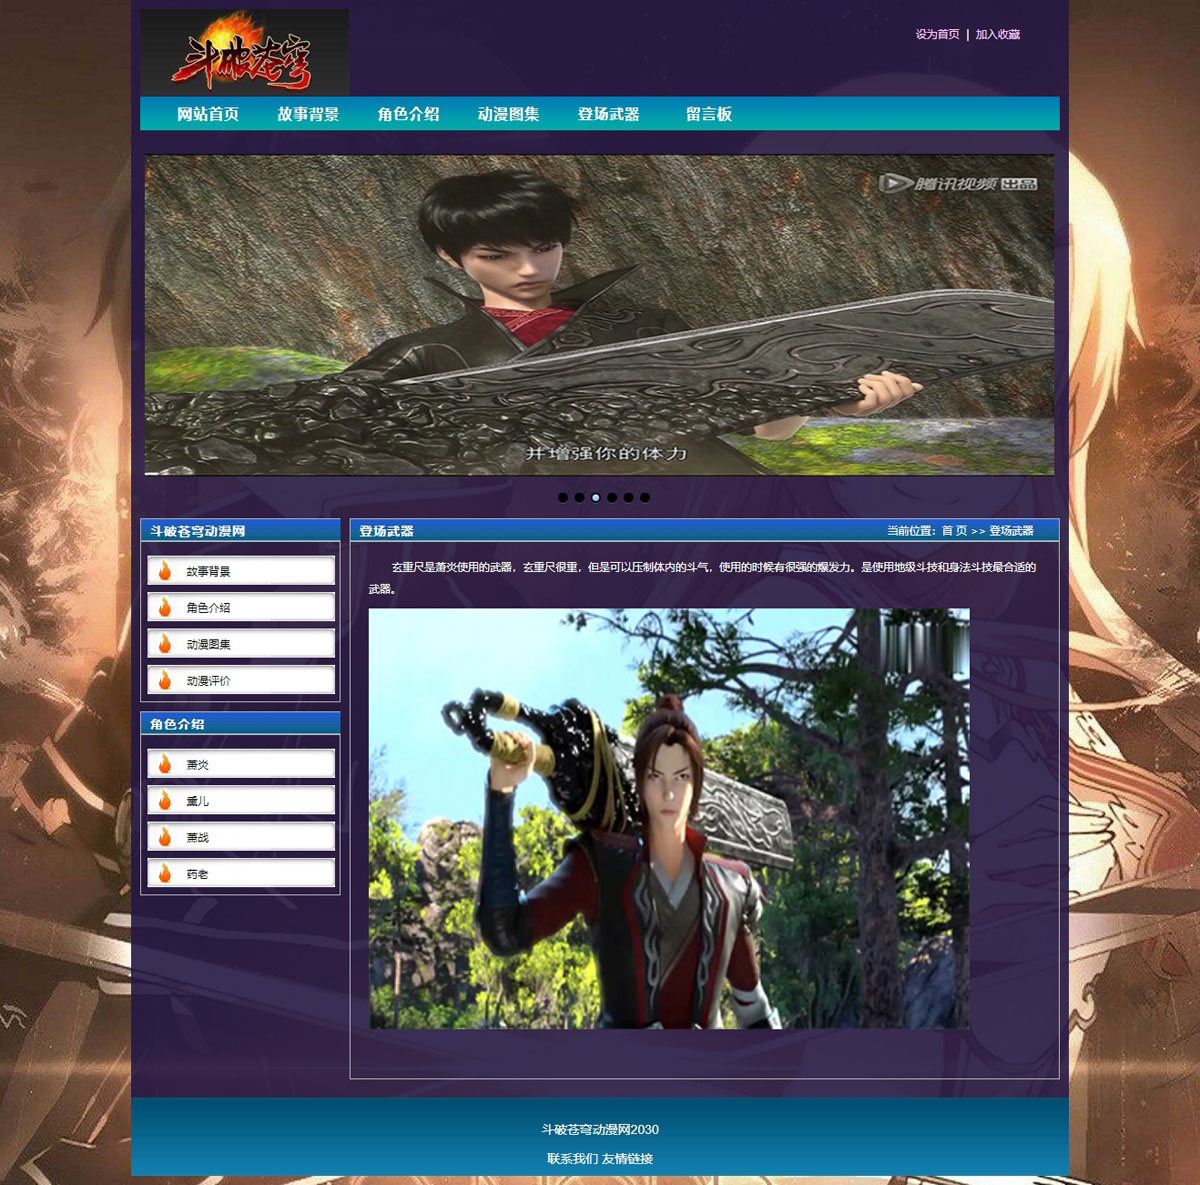 斗破苍穹
设为首页 | 加入收藏
网站首页 故事背景 角色介绍 动漫图集 登场武器 留言板
腾讯视频 出品
并增强你的体力
斗破苍穹动漫网
故事背景
角色介绍
动漫图集
动漫评价
角色介绍
萧炎
薰儿
萧战
药老
登场武器 当前位置：首 页 >> 登场武器
玄重尺是萧炎使用的武器，玄重尺很重，但是可以压制体内的斗气，使用的时候有很强的爆发力。是使用地级斗技和身法斗技最合适的
武器。
斗破苍穹动漫网2030
联系我们 友情链接